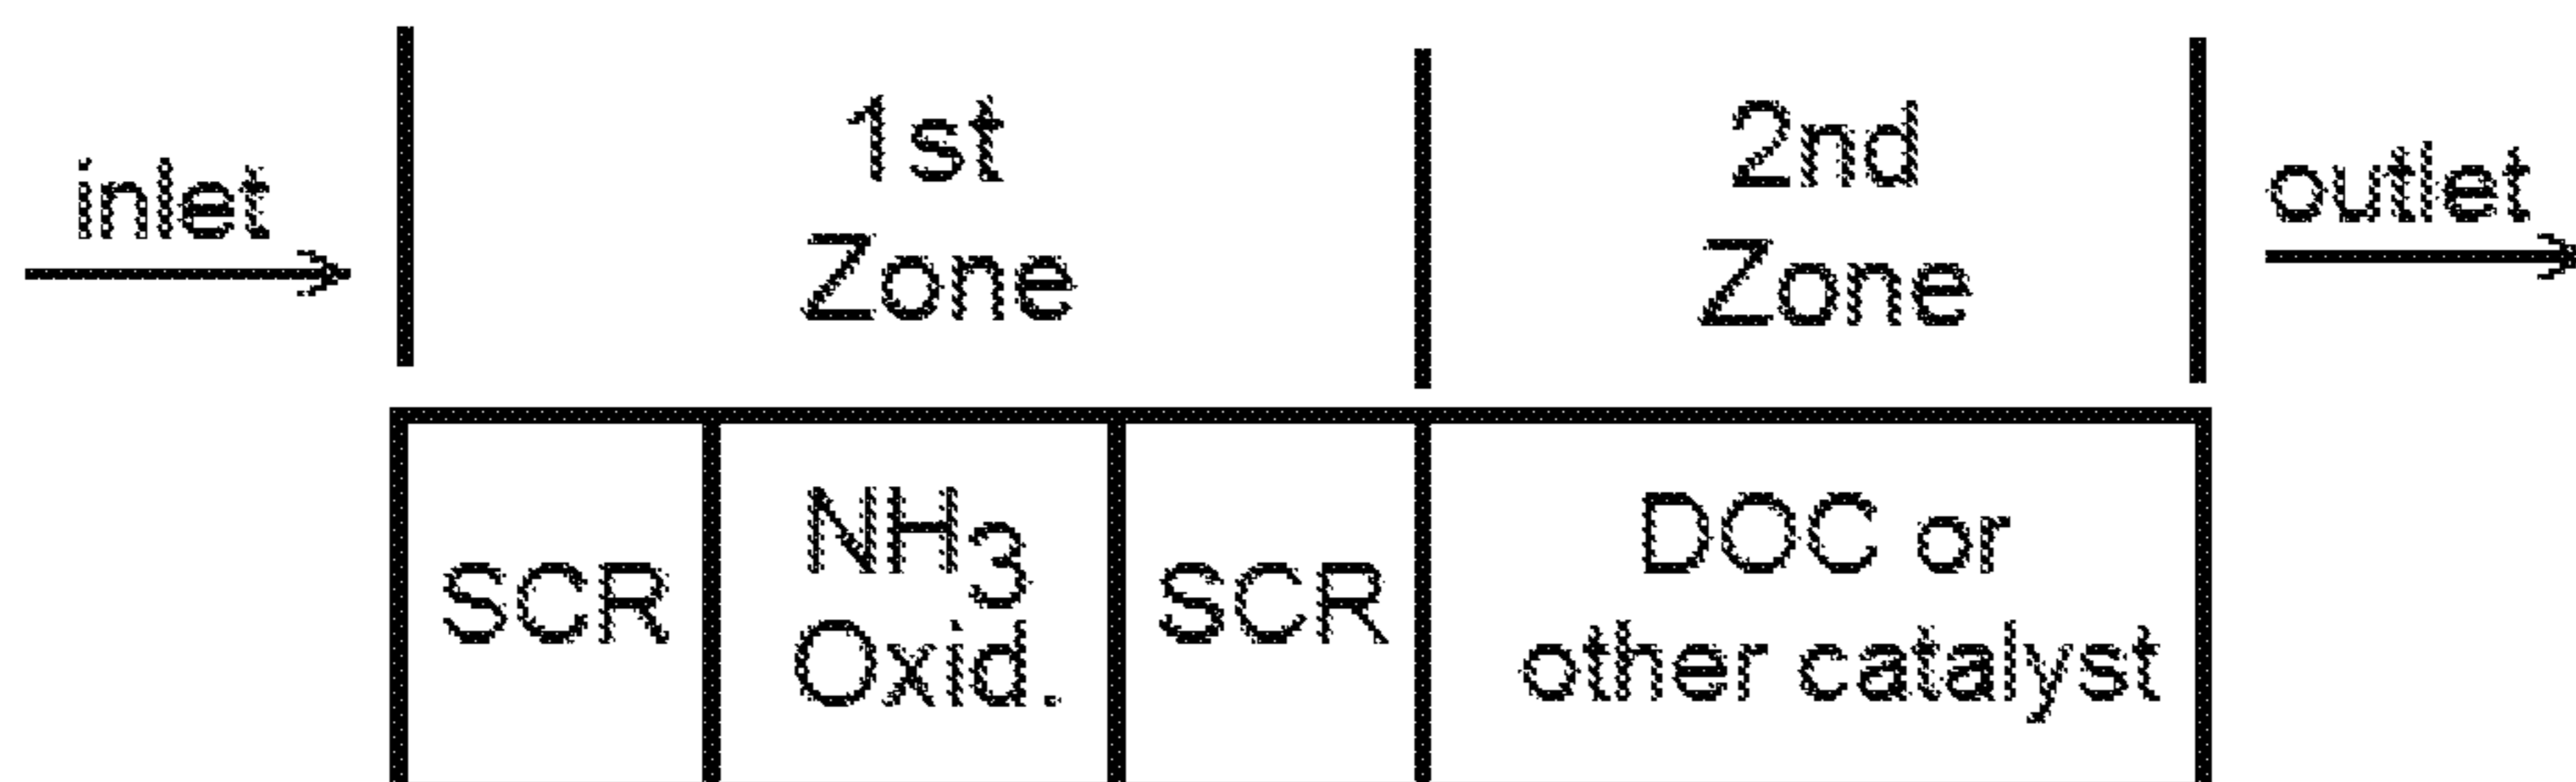 inlet
1st
Zone
2nd
Zone
outlet
SCR
NH3
Oxid.
SCR
DOC or
other catalyst